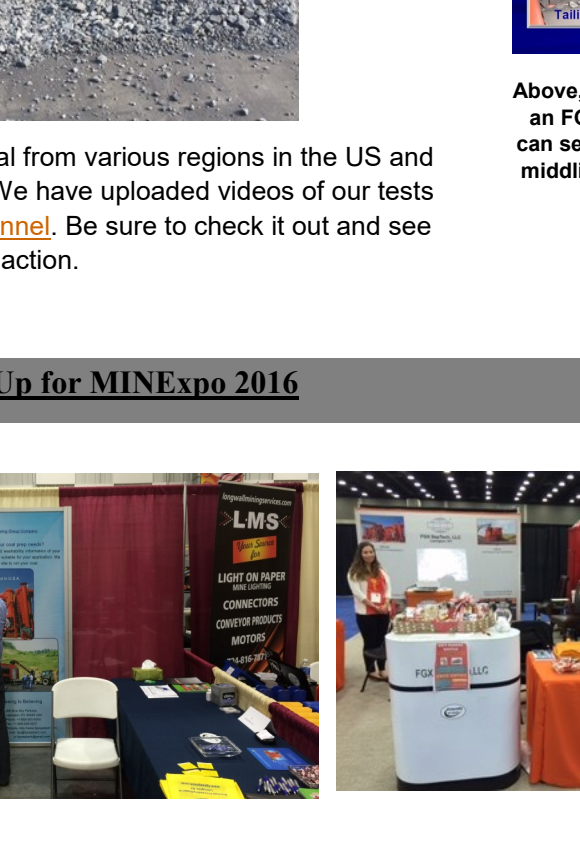 Taili
Above,
an FG
can se
middli
al from various regions in the US and
We have uploaded videos of our tests
nnel. Be sure to check it out and see
action.
Up for MINExpo 2016
longwallminingservices.com
L·M·S
Your Source
for
LIGHT ON PAPER
MINE LIGHTING
CONNECTORS
CONVEYOR PRODUCTS
MOTORS
FGX SepTech, LLC
FGX
LLC